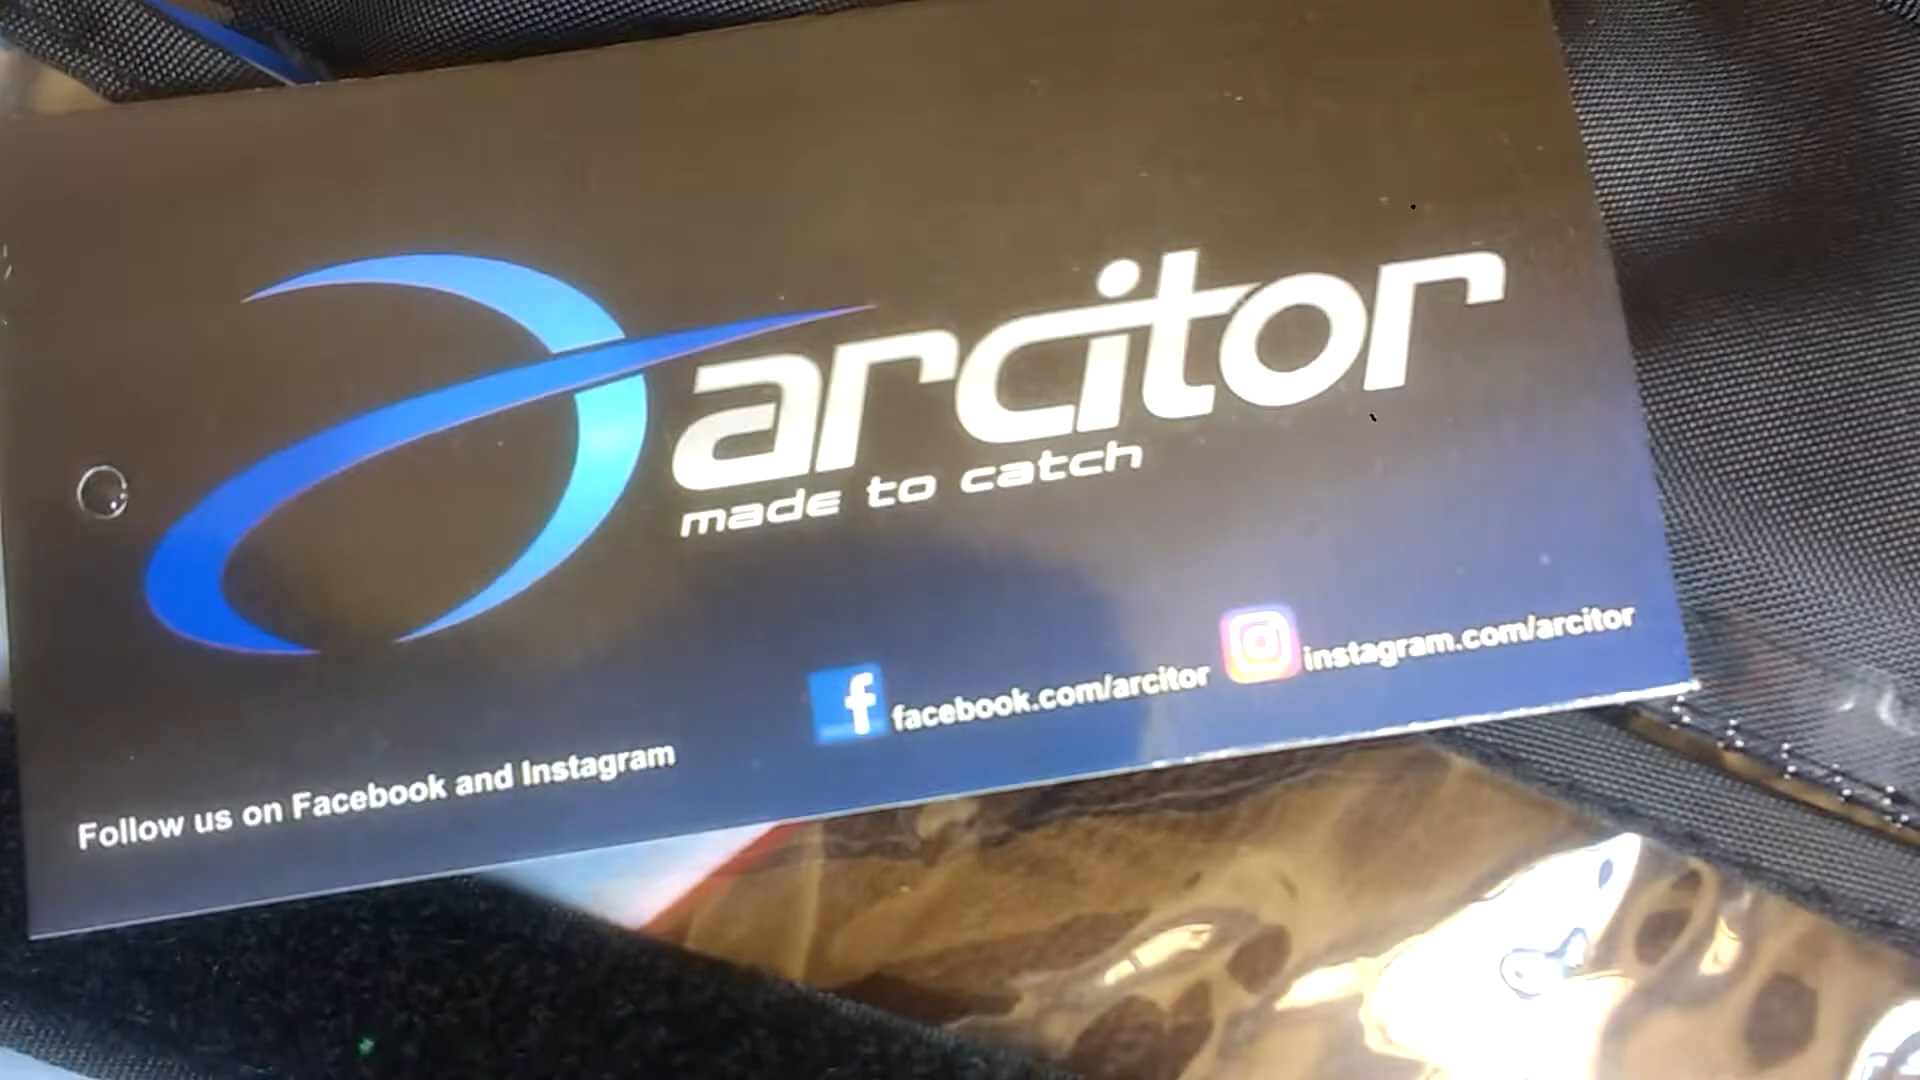 arcitor
made to catch
facebook.com/arcitor
instagram.com/arcitor
Follow us on Facebook and Instagram